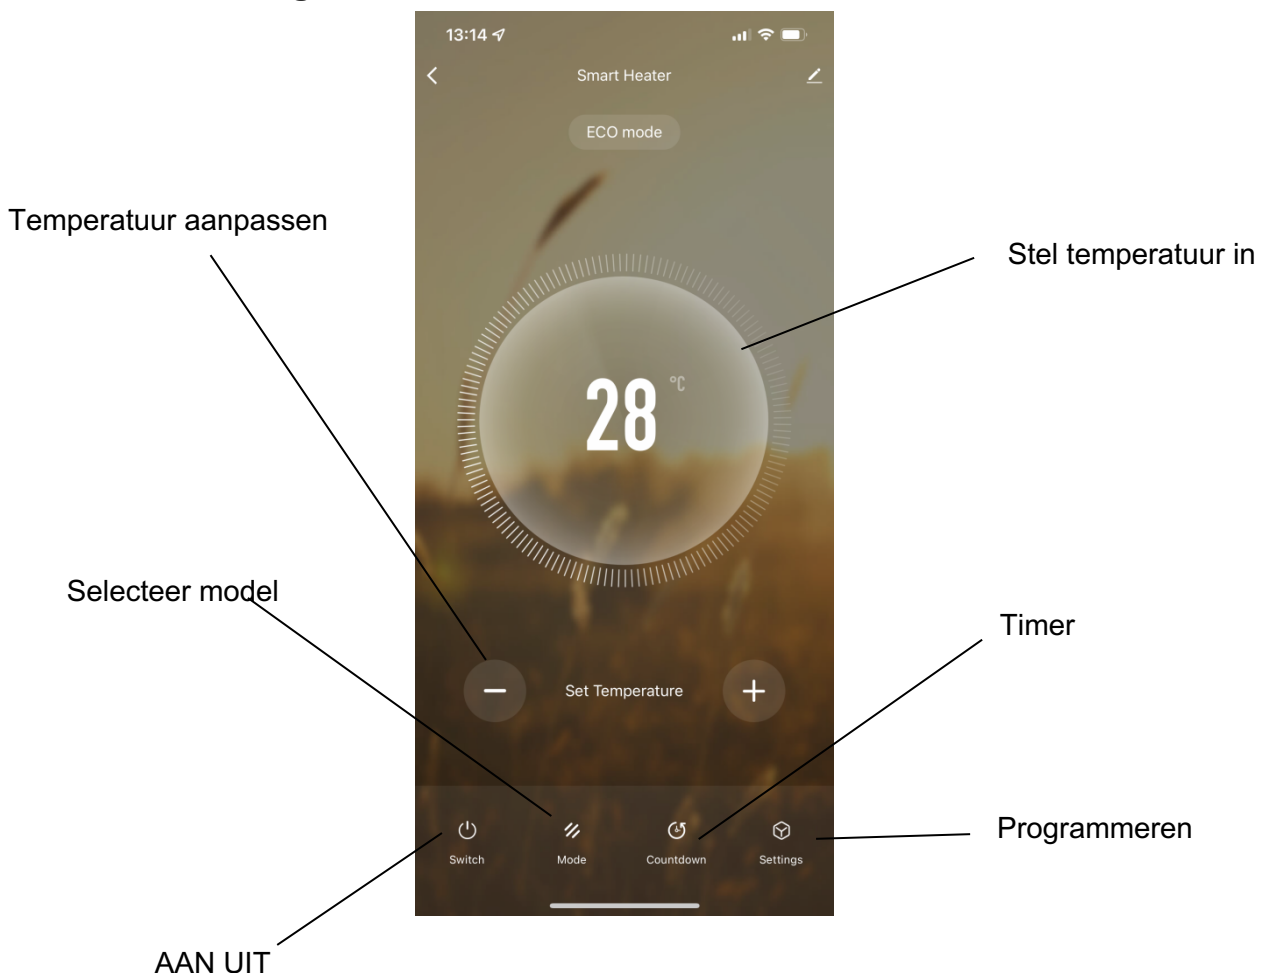 13:14
Smart Heater
ECO mode
Temperatuur aanpassen
Stel temperatuur in
28 °C
Selecteer model
Timer
Set Temperature
Programmeren
Switch
Mode
Countdown
Settings
AAN UIT